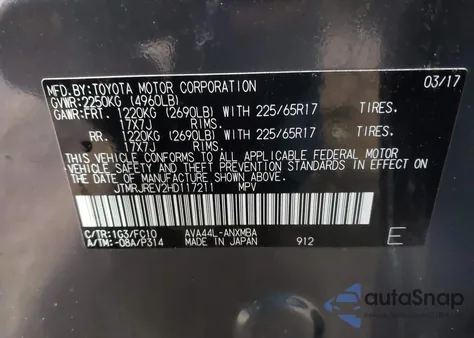 MFD.BY:TOYOTA MOTOR CORPORATION 03/17
GVWR:2250KG (4960LB)
GAWR:FRT. 1220KG (2690LB) WITH 225/65R17 TIRES.
17X7J RIMS.
RR. 1220KG (2690LB) WITH 225/65R17 TIRES.
17X7J RIMS.
THIS VEHICLE CONFORMS TO ALL APPLICABLE FEDERAL MOTOR
VEHICLE SAFETY AND THEFT PREVENTION STANDARDS IN EFFECT
ON THE DATE OF MANUFACTURE SHOWN ABOVE.
JTMRJREV2HD117211 MPV
C/TR:1G3/FC10 AVA44L-ANXMBA
A/TM:-08A/P314 MADE IN JAPAN 912 E
autaSnap